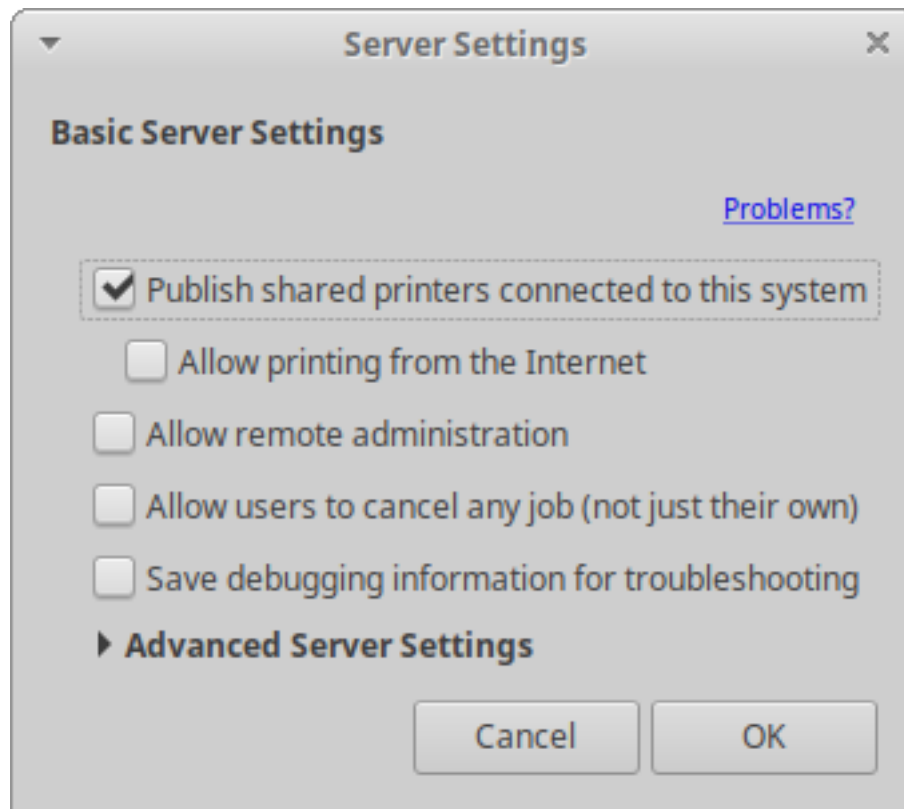 Server Settings
Basic Server Settings
Problems?
Publish shared printers connected to this system
Allow printing from the Internet
Allow remote administration
Allow users to cancel any job (not just their own)
Save debugging information for troubleshooting
Advanced Server Settings
Cancel OK